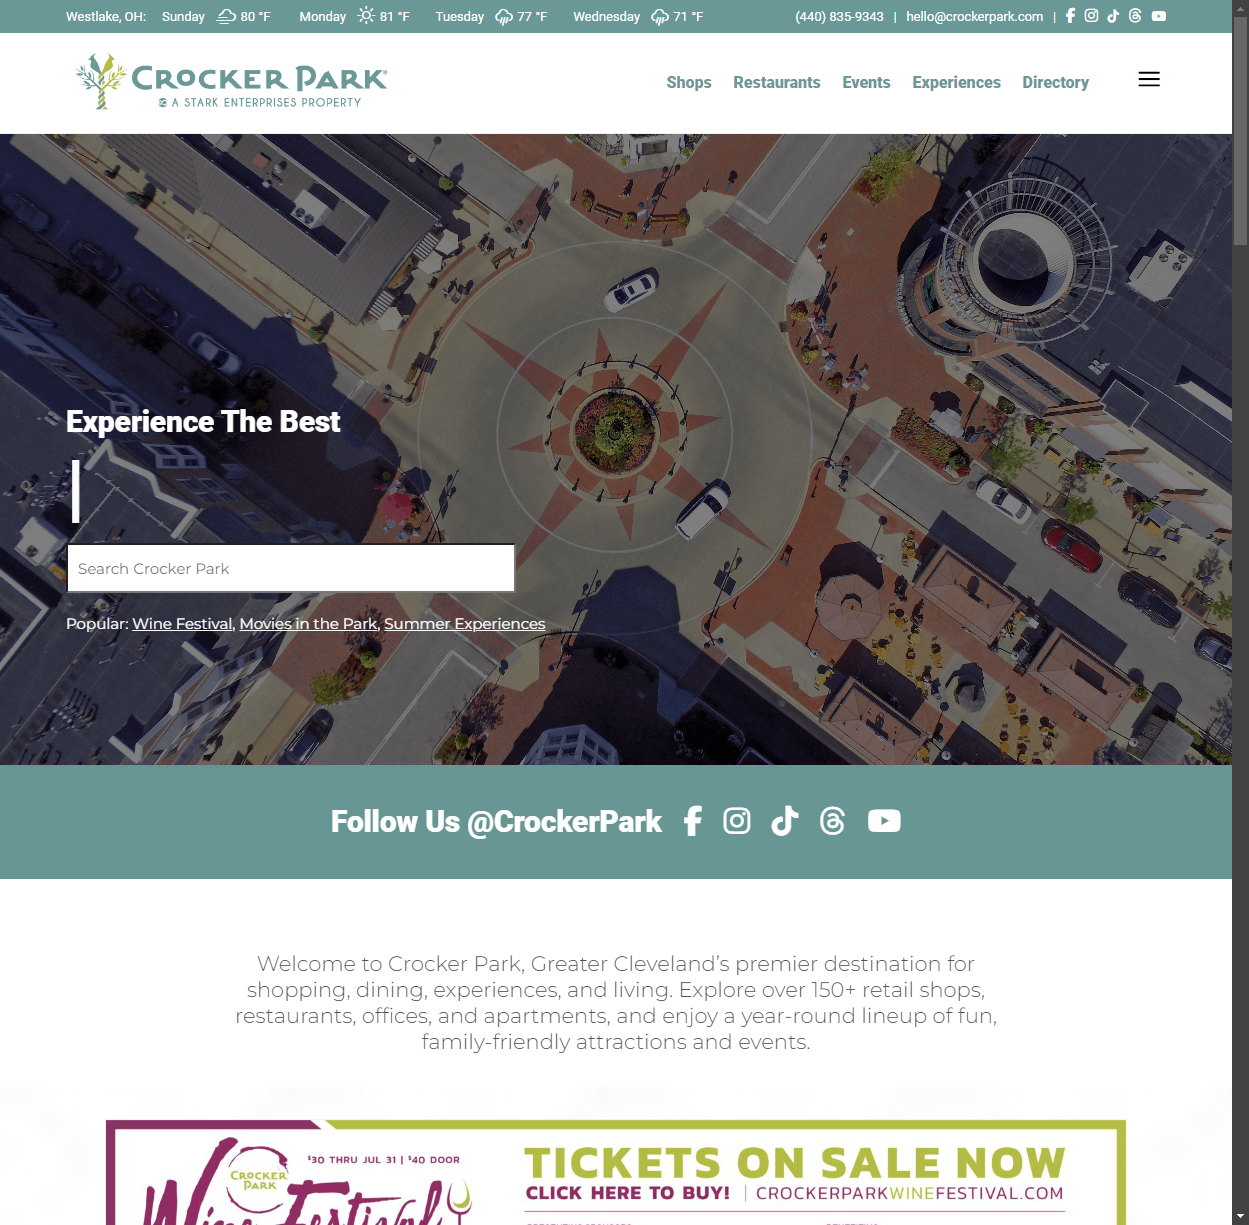 Westlake, OH: Sunday 80 °F Monday 81 °F Tuesday 77 °F Wednesday 71 °F (440) 835-9343 | hello@crockerpark.com |
CROCKER PARK®
A STARK ENTERPRISES PROPERTY
Shops Restaurants Events Experiences Directory
Experience The Best
Search Crocker Park
Popular: Wine Festival, Movies in the Park, Summer Experiences
Follow Us @CrockerPark
Welcome to Crocker Park, Greater Cleveland’s premier destination for
shopping, dining, experiences, and living. Explore over 150+ retail shops,
restaurants, offices, and apartments, and enjoy a year-round lineup of fun,
family-friendly attractions and events.
$30 THRU JUL 31 | $40 DOOR
CROCKER
PARK
Wine Festival
TICKETS ON SALE NOW
CLICK HERE TO BUY! | CROCKERPARKWINEFESTIVAL.COM